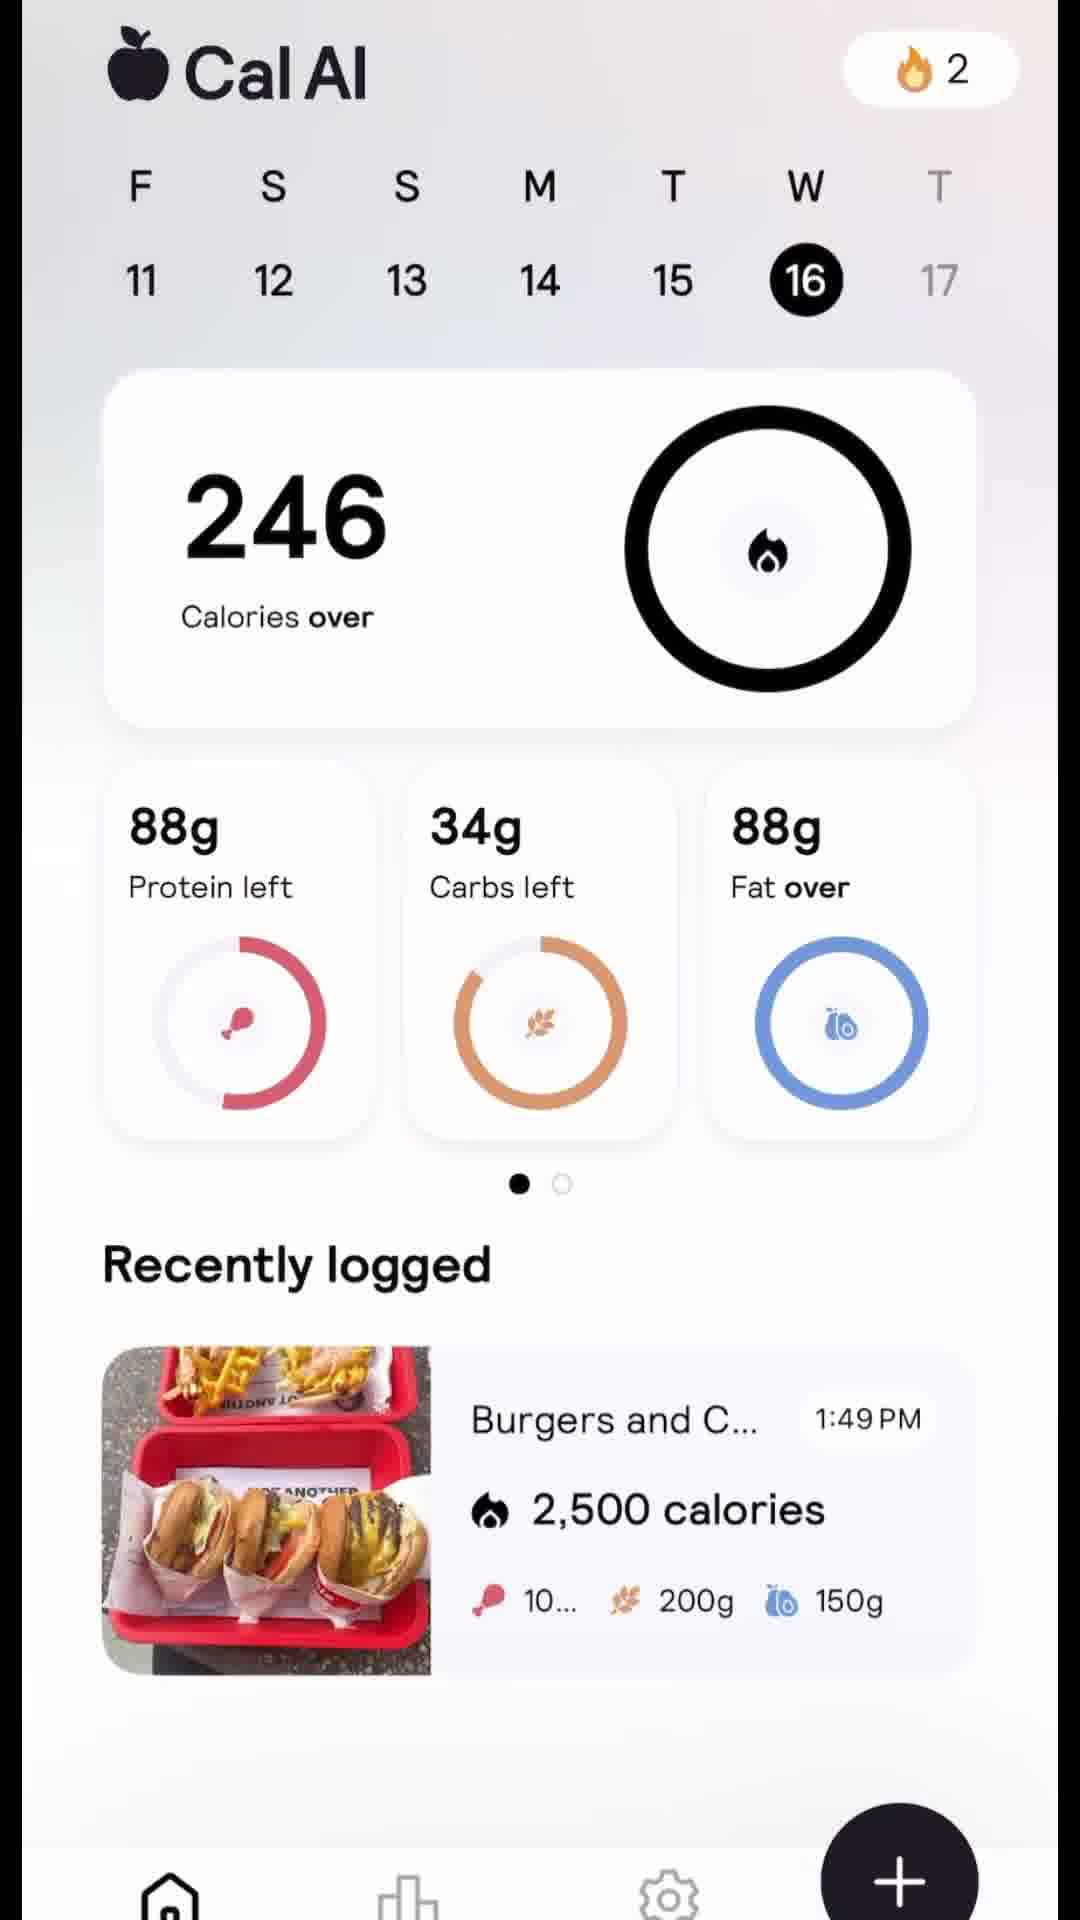 Cal AI
2
F S S M T W T
11 12 13 14 15 16 17
246
Calories over
88g
Protein left
34g
Carbs left
88g
Fat over
Recently logged
Burgers and C...
1:49 PM
2,500 calories
10... 200g 150g